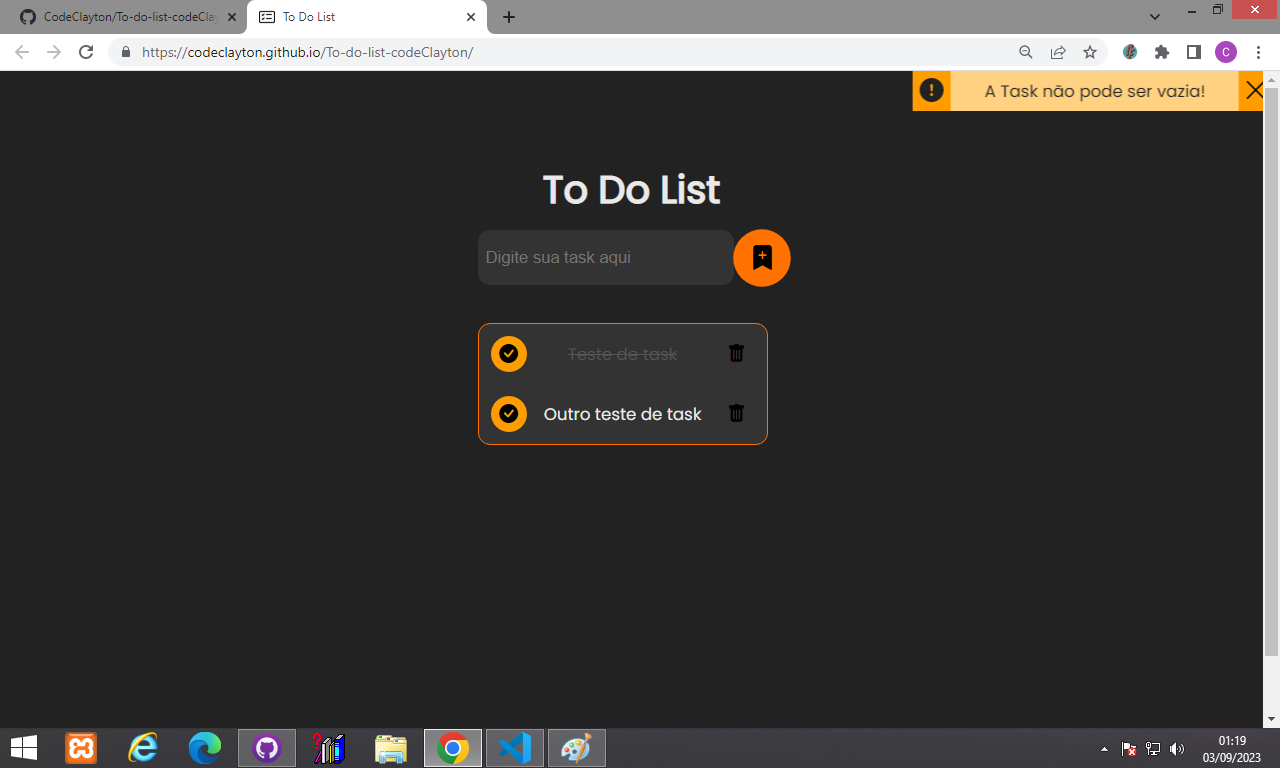 CodeClayton/To-do-list-codeCla
To Do List
https://codeclayton.github.io/To-do-list-codeClayton/
C
A Task não pode ser vazia!
To Do List
Digite sua task aqui
Teste de task
Outro teste de task
01:19
03/09/2023